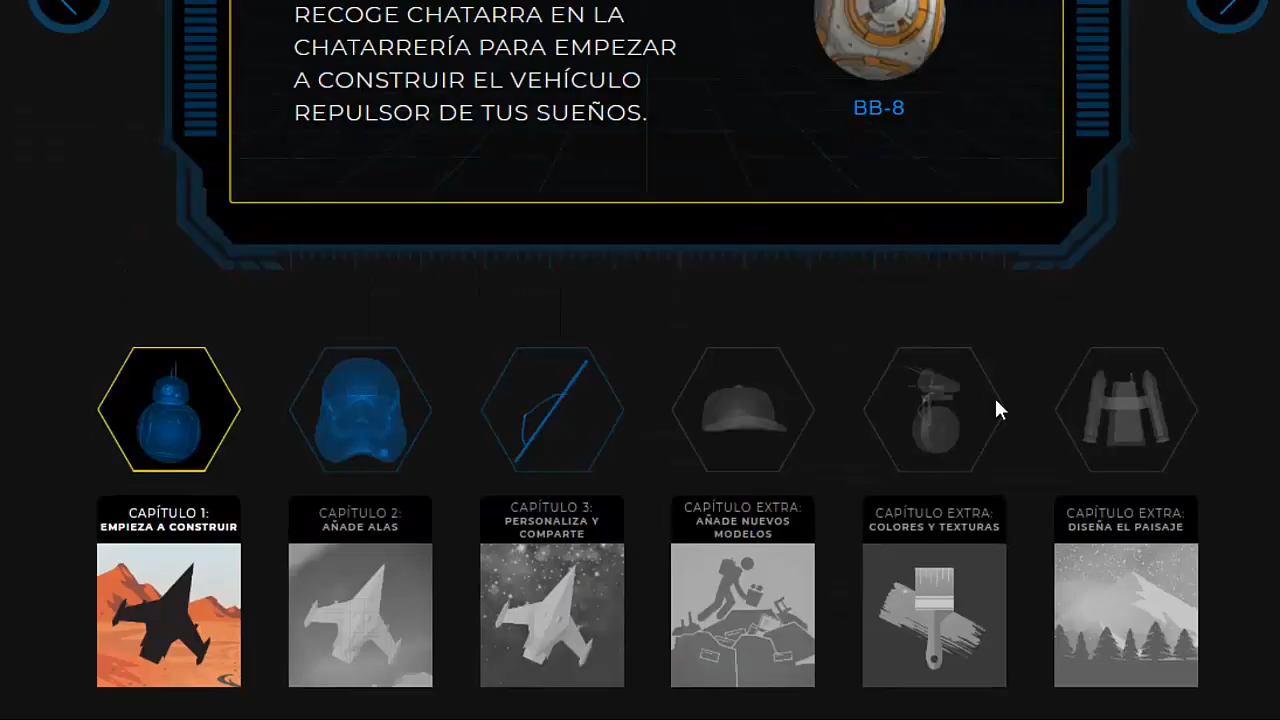 RECOGE CHATARRA EN LA
CHATARRERÍA PARA EMPEZAR
A CONSTRUIR EL VEHÍCULO
REPULSOR DE TUS SUEÑOS.
BB-8
CAPÍTULO 1:
EMPIEZA A CONSTRUIR
CAPÍTULO 2:
AÑADE ALAS
CAPÍTULO 3:
PERSONALIZA Y
COMPARTE
CAPÍTULO EXTRA:
AÑADE NUEVOS
MODELOS
CAPÍTULO EXTRA:
COLORES Y TEXTURAS
CAPÍTULO EXTRA:
DISEÑA EL PAISAJE